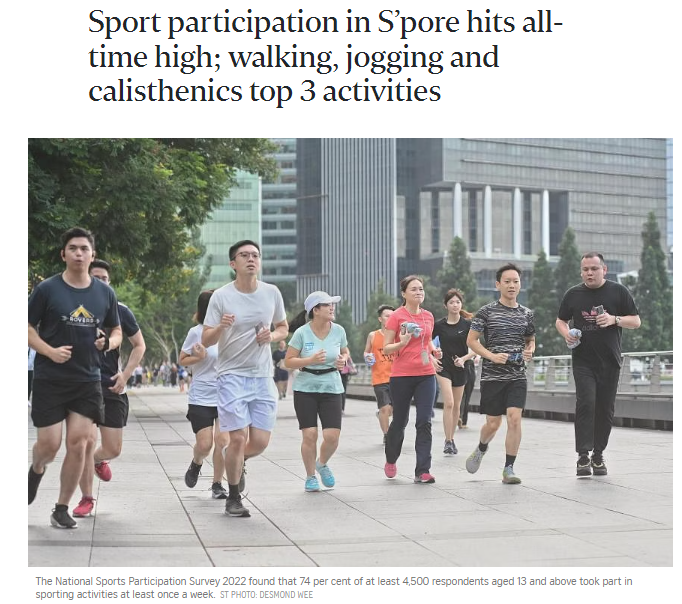 Sport participation in S’pore hits all-
time high; walking, jogging and
calisthenics top 3 activities
The National Sports Participation Survey 2022 found that 74 per cent of at least 4,500 respondents aged 13 and above took part in
sporting activities at least once a week. ST PHOTO: DESMOND WEE